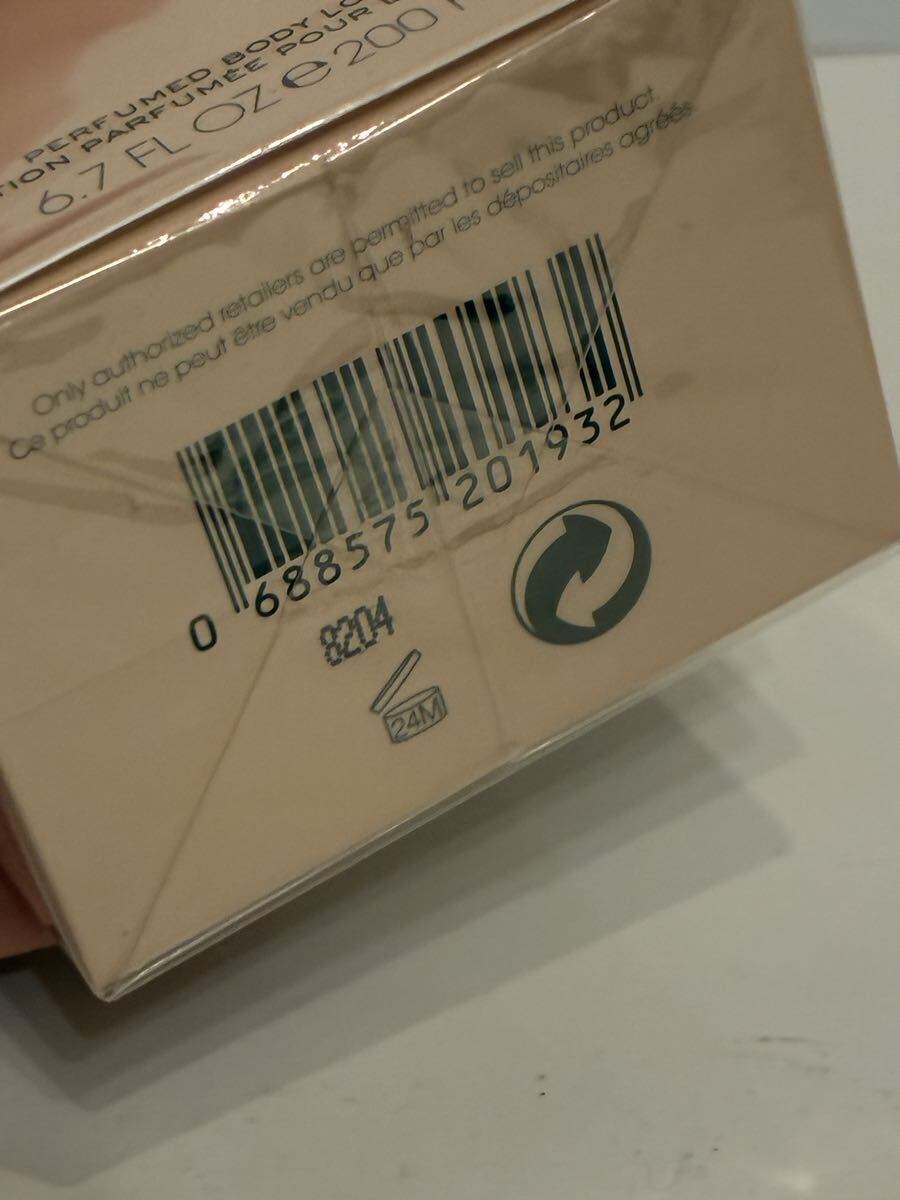 PERFUMED BODY LO
TION PARFUMÉE POUR L
6.7 FL OZ e 200
Only authorized retailers are permitted to sell this product.
Ce produit ne peut être vendu que par les dépositaires agréés.
0 688575 201932
8204
24M